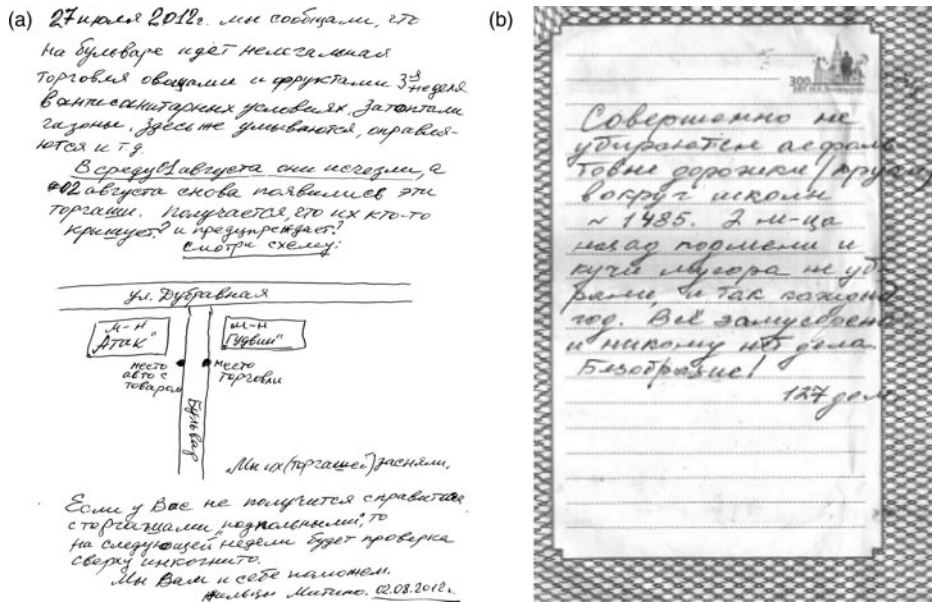 (a)
27 июля 2012г. мы сообщали, что
на бульваре идёт нелегальная
торговля овощами и фруктами 3-я неделя
в антисанитарных условиях. Затоптали
газоны. Здесь же умываются, оправля-
ются и т.д.
В среду 01 августа они исчезли, а
02 августа снова появились эти
торгаши. Получается, что их кто-то
крышует? и предупреждает?
смотри схему:
ул. Дубравная
м-н
"Атак"
м-н
"Гудвин"
место
авто с
товаром
место
торговли
Бульвар
Мы их (торгашей) засняли.
Если у Вас не получится справиться
с торгашами "подпольными", то
на следующей недели будет проверка
сверху инкогнито.
Мы Вам и себе поможем.
жильцы Митино. 02.08.2012г.
(b)
300
Совершенно не
убираются асфаль
товые дорожки (кругом)
вокруг школы
№ 1485. 2 м-ца
назад подмели и
кучи мусора не уб-
рали, и так каждый
год. Всё замусорено
и никому нет дела.
Безобразие!
127 дом